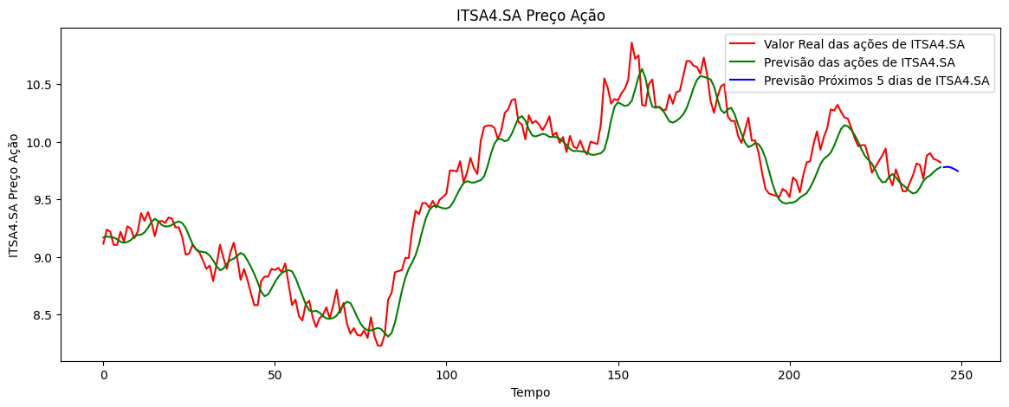 ITSA4.SA Preço Ação
Valor Real das ações de ITSA4.SA
Previsão das ações de ITSA4.SA
Previsão Próximos 5 dias de ITSA4.SA
ITSA4.SA Preço Ação
10.5
10.0
9.5
9.0
8.5
0 50 100 150 200 250
Tempo